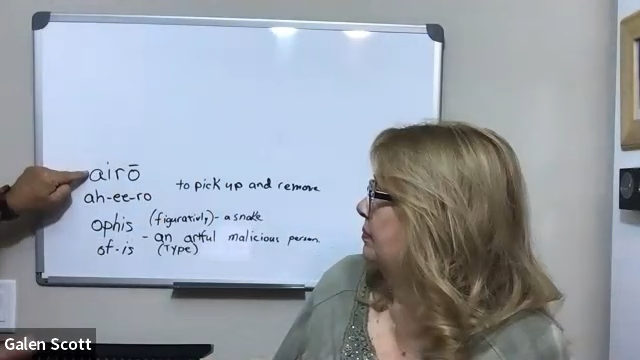 airō
to pick up and remove
ah-ee-ro
ophis (figurativly) - a snake
- an artful malicious person.
of-is (Type)
Galen Scott